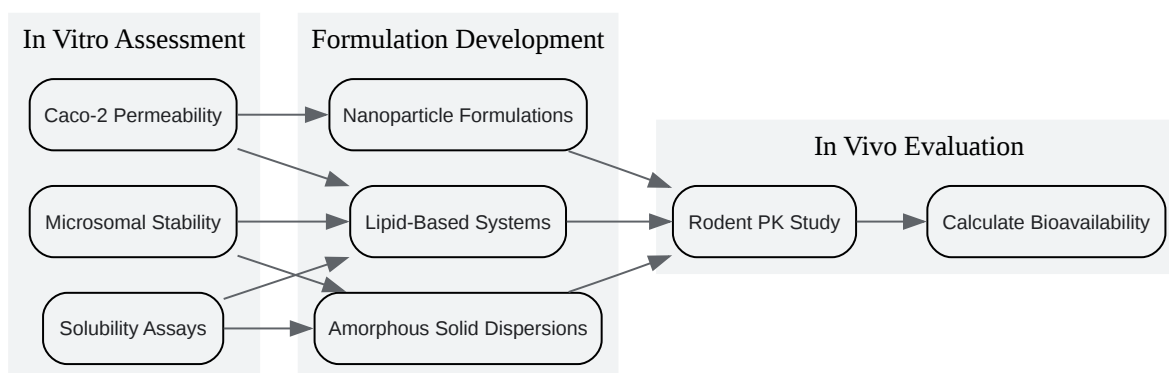 In Vitro Assessment
Caco-2 Permeability
Microsomal Stability
Solubility Assays
Formulation Development
Nanoparticle Formulations
Lipid-Based Systems
Amorphous Solid Dispersions
In Vivo Evaluation
Rodent PK Study
Calculate Bioavailability